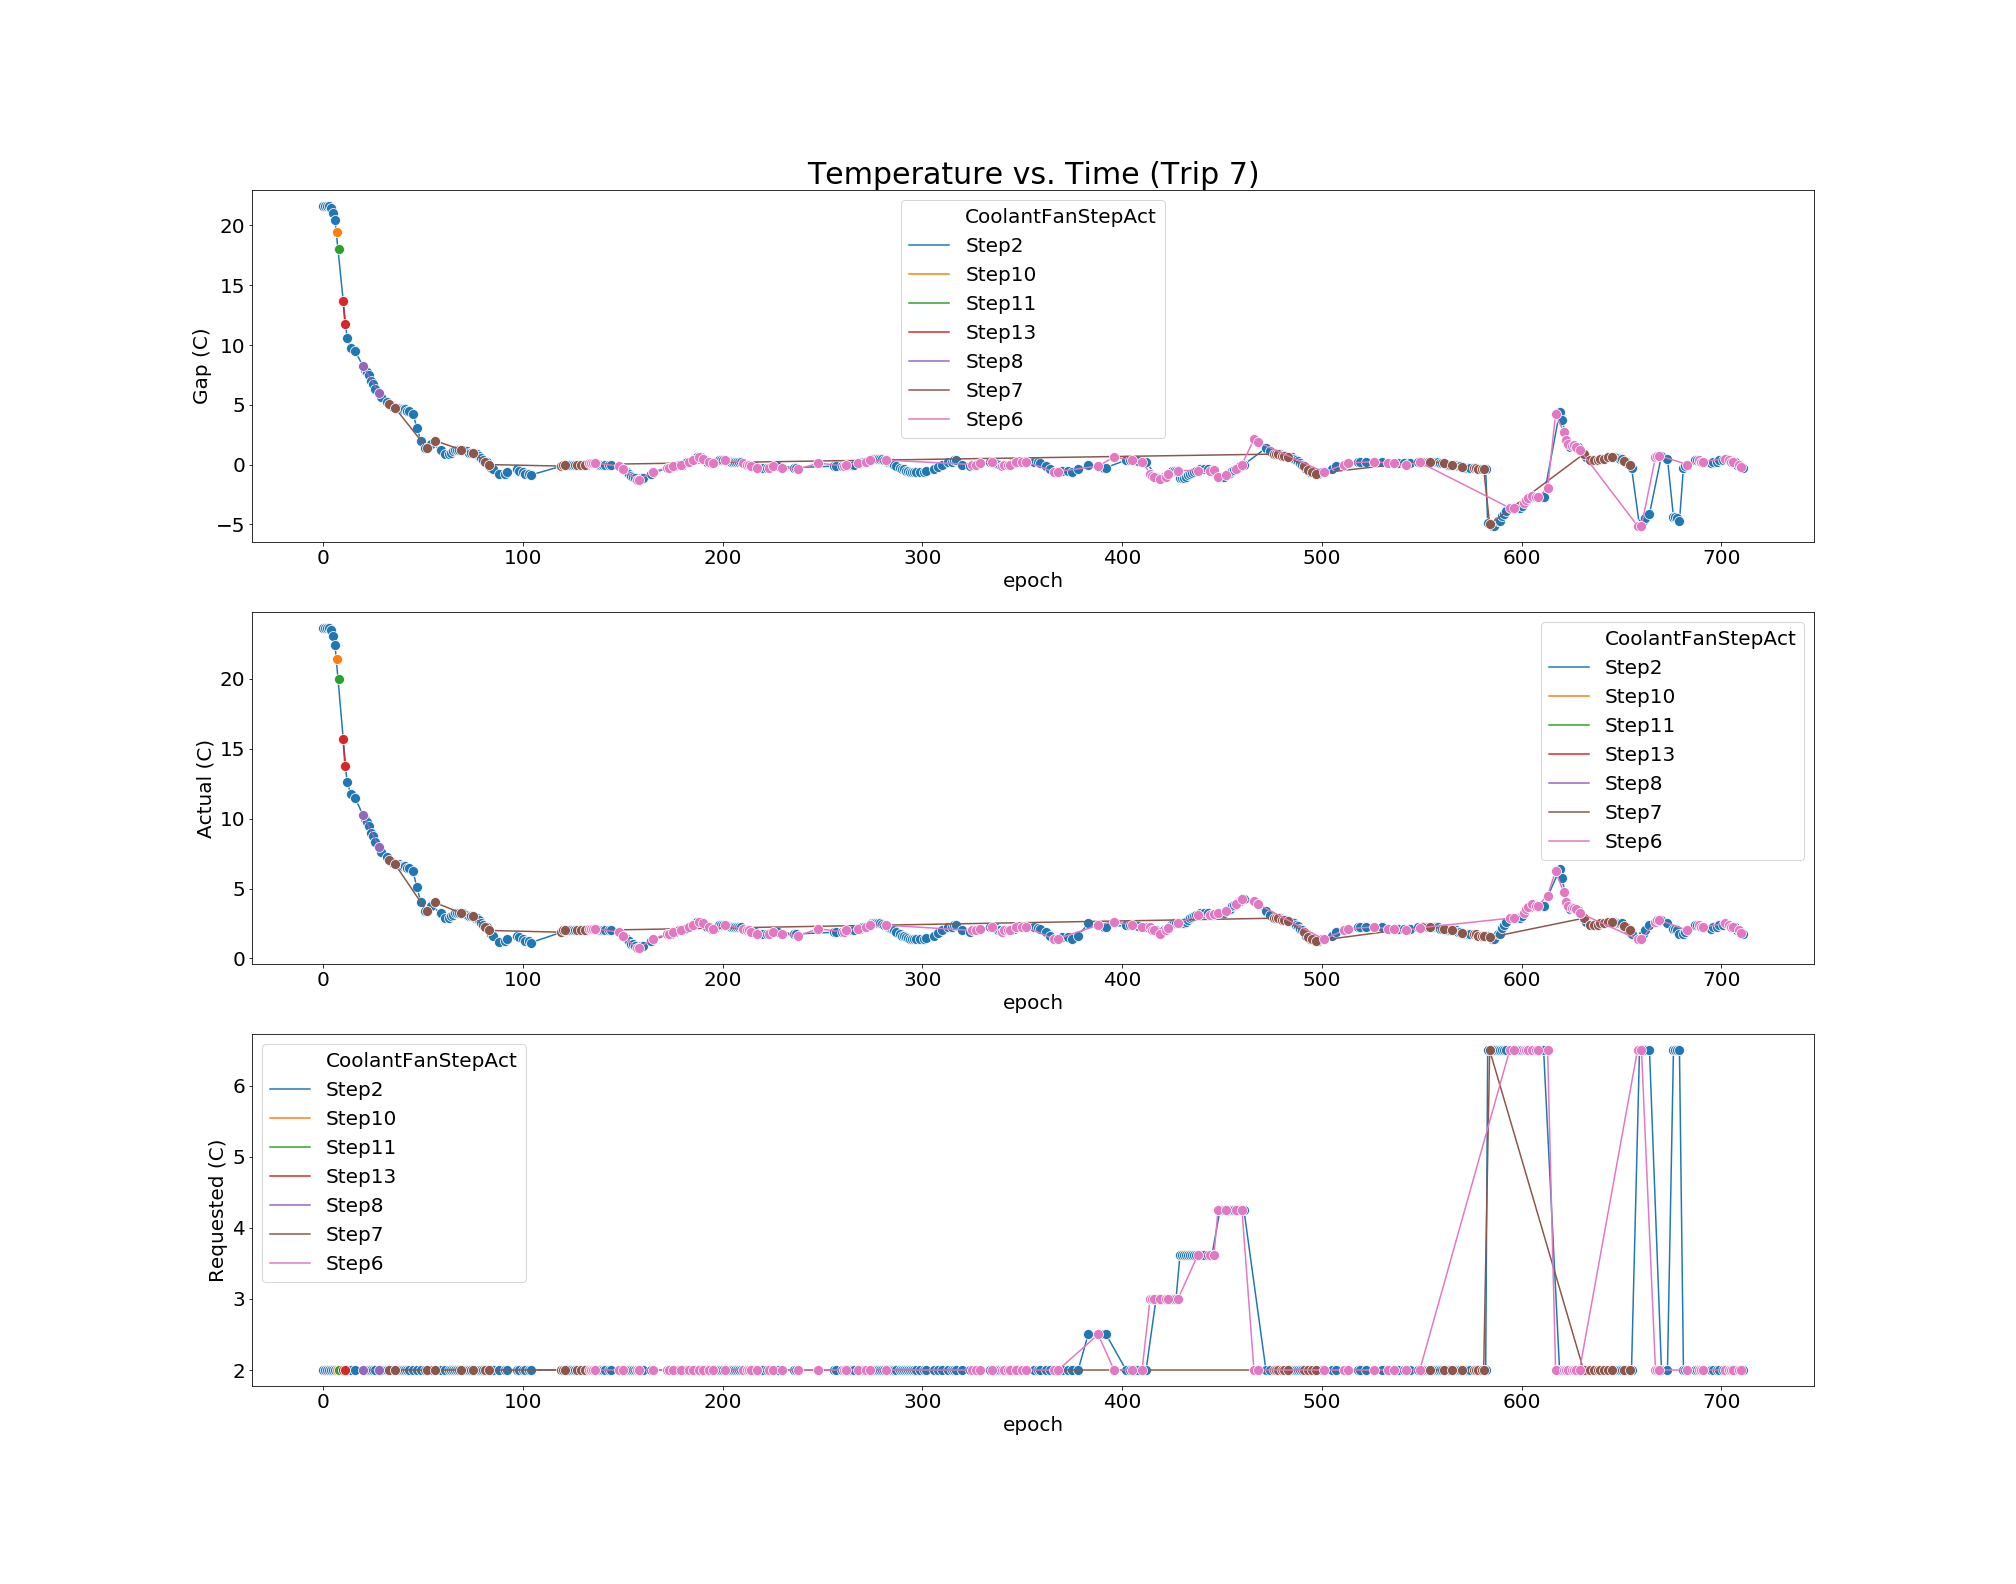 Temperature vs. Time (Trip 7)
CoolantFanStepAct
Step2
Step10
Step11
Step13
Step8
Step7
Step6
20
15
10
5
0
−5
Gap (C)
0 100 200 300 400 500 600 700
epoch
CoolantFanStepAct
Step2
Step10
Step11
Step13
Step8
Step7
Step6
20
15
10
5
0
Actual (C)
0 100 200 300 400 500 600 700
epoch
CoolantFanStepAct
Step2
Step10
Step11
Step13
Step8
Step7
Step6
6
5
4
3
2
Requested (C)
0 100 200 300 400 500 600 700
epoch